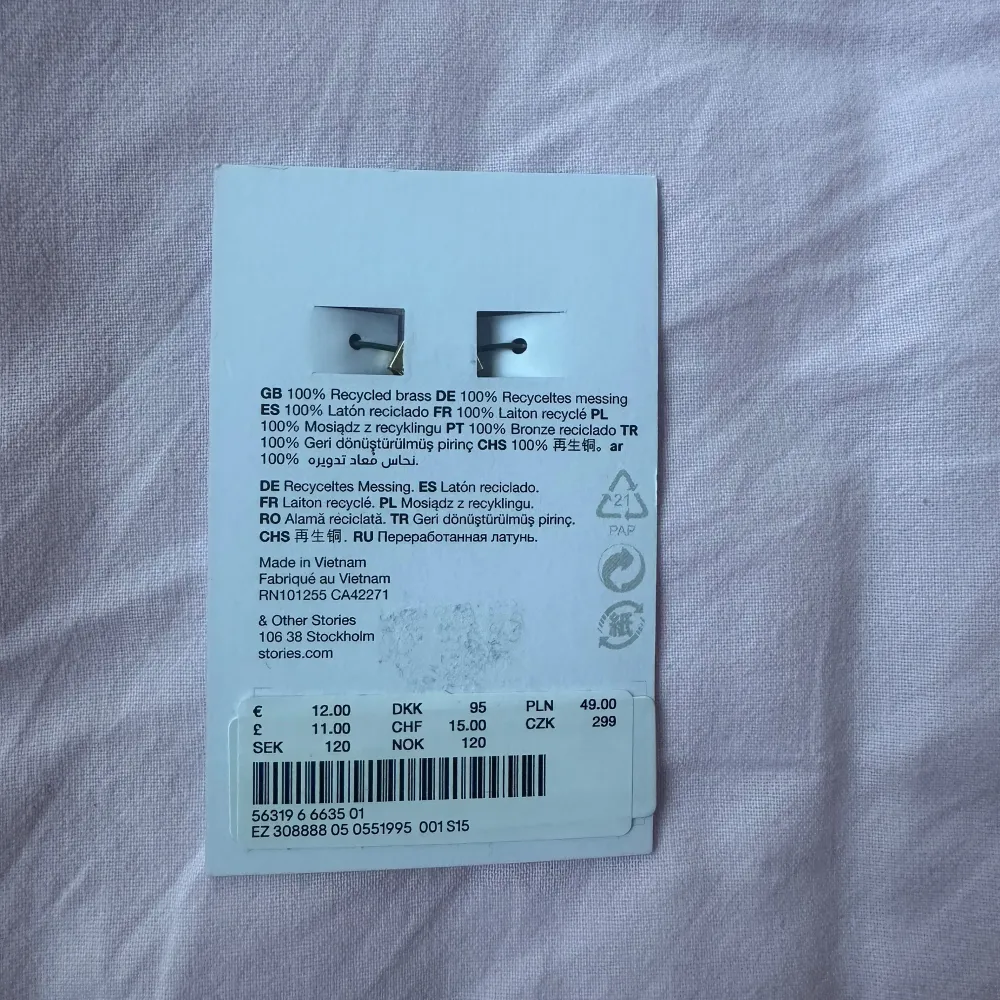 GB 100% Recycled brass DE 100% Recyceltes messing
ES 100% Latón reciclado FR 100% Laiton recyclé PL
100% Mosiądz z recyklingu PT 100% Bronze reciclado TR
100% Geri dönüştürülmüş pirinç CHS 100% 再生铜。ar
100% نحاس مُعاد تدويره.
DE Recyceltes Messing. ES Latón reciclado.
FR Laiton recyclé. PL Mosiądz z recyklingu.
RO Alamă reciclată. TR Geri dönüştürülmüş pirinç.
CHS 再生铜. RU Переработанная латунь.
21
PAP
紙
Made in Vietnam
Fabriqué au Vietnam
RN101255 CA42271
& Other Stories
106 38 Stockholm
stories.com
€ 12.00 DKK 95 PLN 49.00
£ 11.00 CHF 15.00 CZK 299
SEK 120 NOK 120
56319 6 6635 01
EZ 308888 05 0551995 001 S15